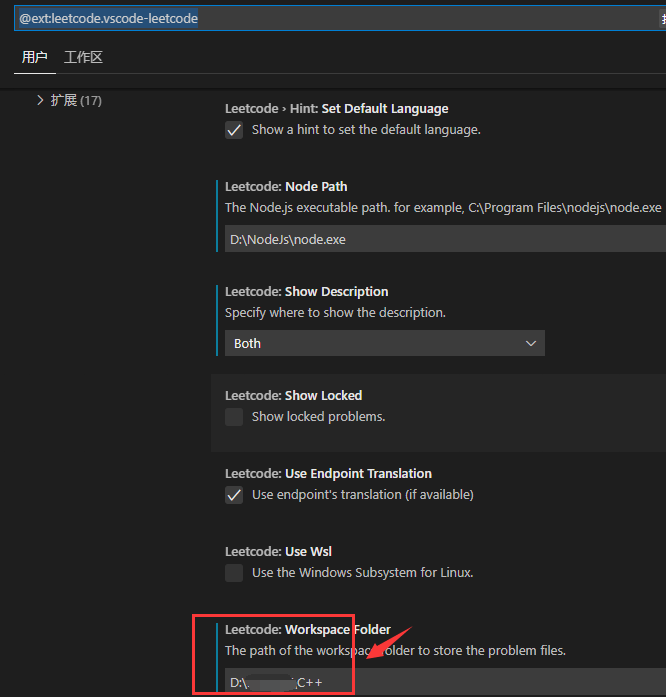 @ext:leetcode.vscode-leetcode
用户 工作区
扩展 (17)
Leetcode › Hint: Set Default Language
Show a hint to set the default language.
Leetcode: Node Path
The Node.js executable path. for example, C:\Program Files\nodejs\node.exe
D:\NodeJs\node.exe
Leetcode: Show Description
Specify where to show the description.
Both
Leetcode: Show Locked
Show locked problems.
Leetcode: Use Endpoint Translation
Use endpoint's translation (if available)
Leetcode: Use Wsl
Use the Windows Subsystem for Linux.
Leetcode: Workspace Folder
The path of the workspace folder to store the problem files.
D:\ \C++